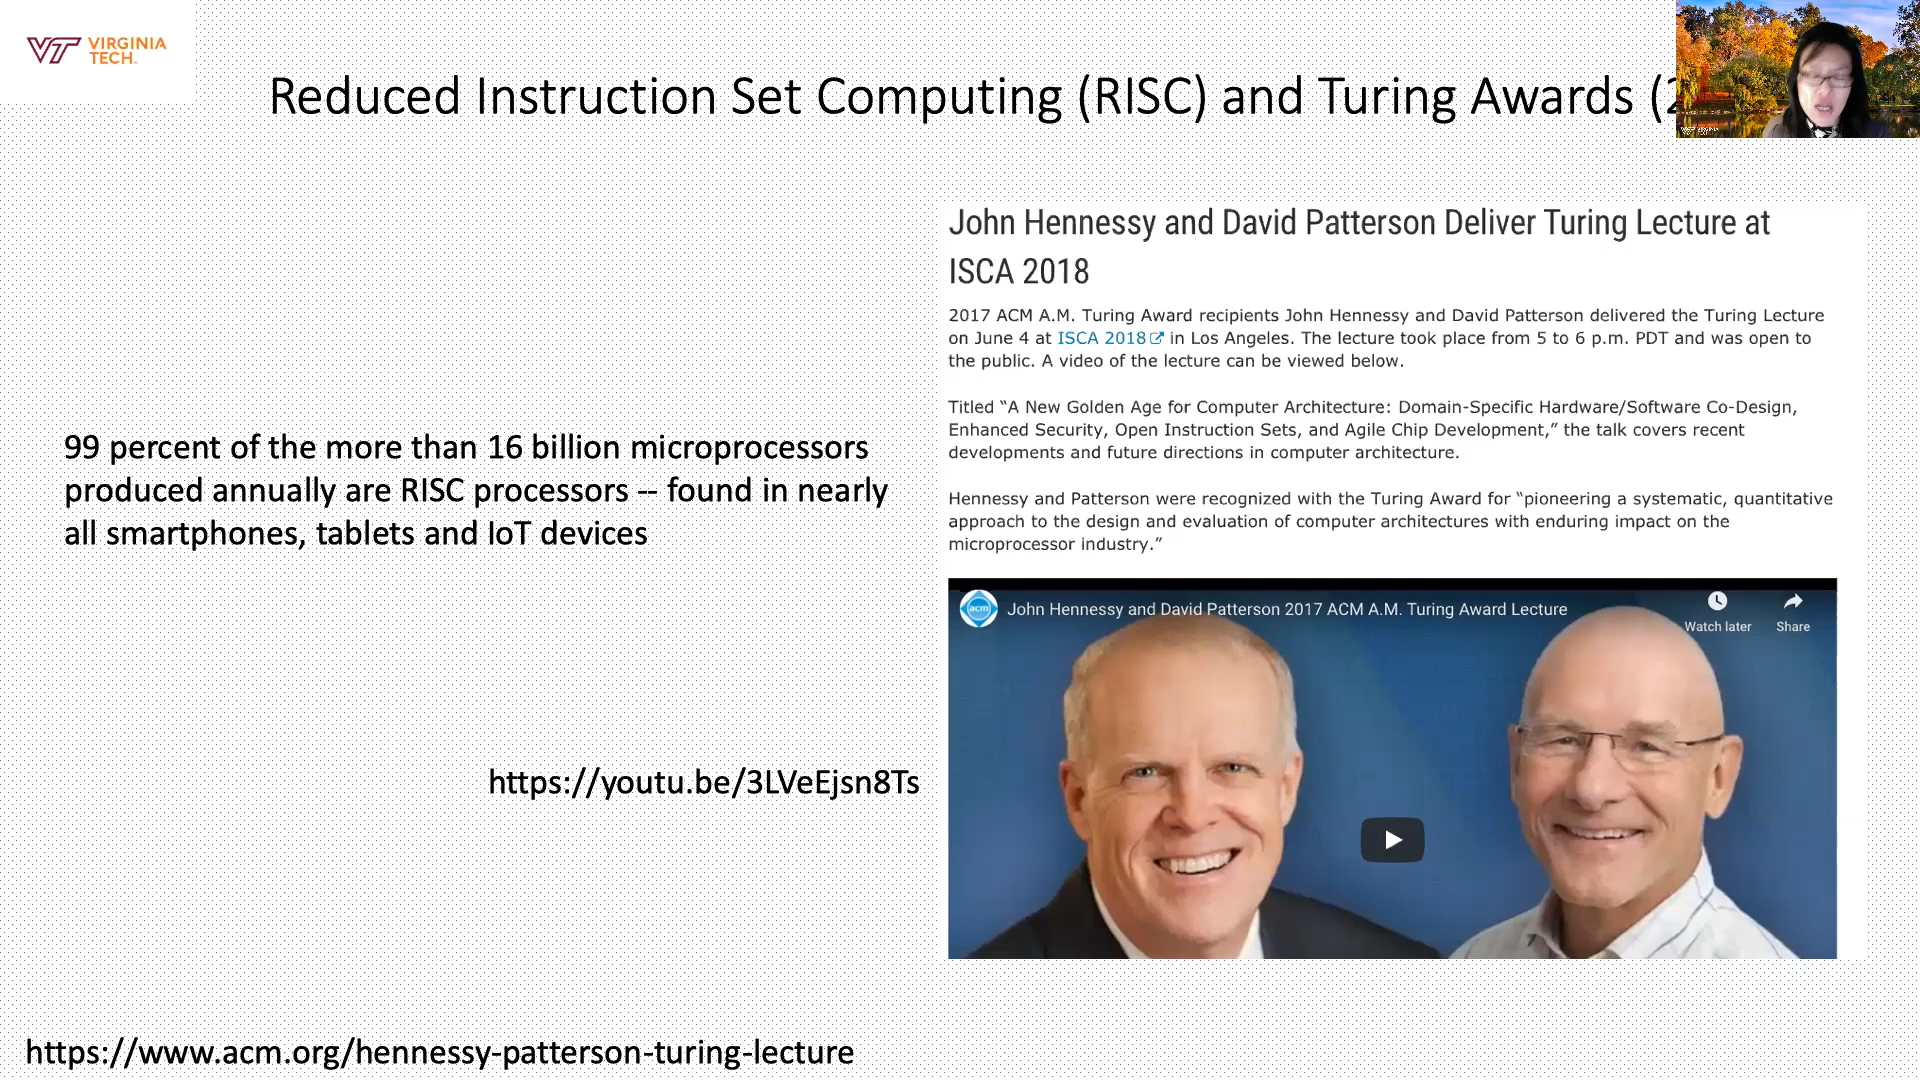 VIRGINIA
TECH
Reduced Instruction Set Computing (RISC) and Turing Awards (2
John Hennessy and David Patterson Deliver Turing Lecture at
ISCA 2018
2017 ACM A.M. Turing Award recipients John Hennessy and David Patterson delivered the Turing Lecture
on June 4 at ISCA 2018 in Los Angeles. The lecture took place from 5 to 6 p.m. PDT and was open to
the public. A video of the lecture can be viewed below.
Titled “A New Golden Age for Computer Architecture: Domain-Specific Hardware/Software Co-Design,
Enhanced Security, Open Instruction Sets, and Agile Chip Development,” the talk covers recent
developments and future directions in computer architecture.
Hennessy and Patterson were recognized with the Turing Award for “pioneering a systematic, quantitative
approach to the design and evaluation of computer architectures with enduring impact on the
microprocessor industry.”
99 percent of the more than 16 billion microprocessors
produced annually are RISC processors -- found in nearly
all smartphones, tablets and IoT devices
acm John Hennessy and David Patterson 2017 ACM A.M. Turing Award Lecture
Watch later Share
https://youtu.be/3LVeEjsn8Ts
https://www.acm.org/hennessy-patterson-turing-lecture